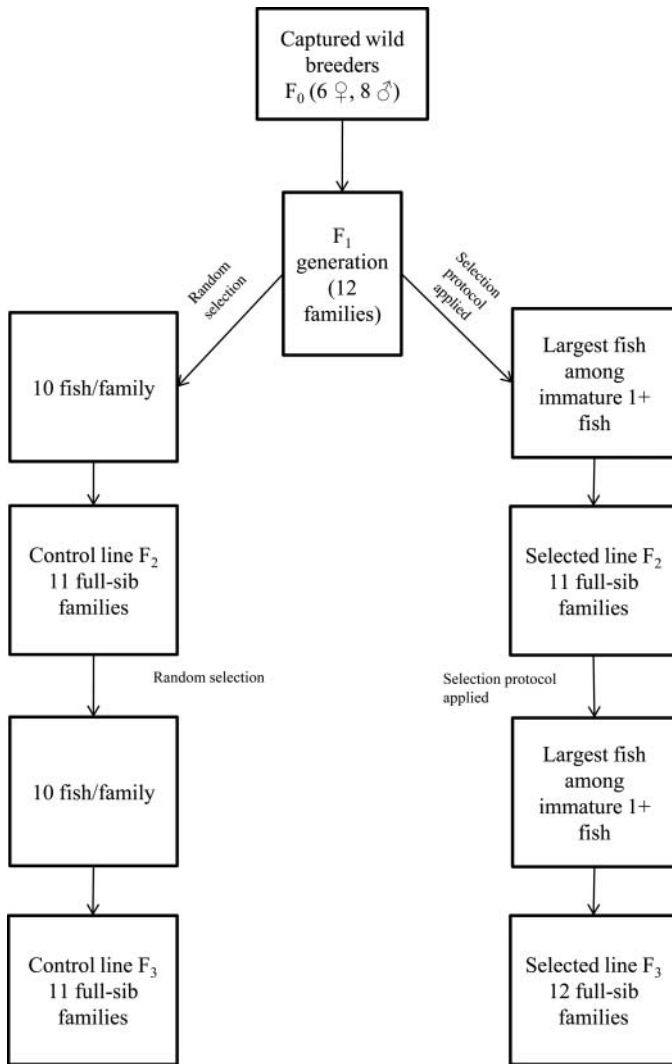 Captured wild
breeders
F₀ (6 ♀, 8 ♂)
F₁
generation
(12
families)
Random
selection
Selection
protocol
applied
10 fish/family
Largest fish
among
immature 1+
fish
Control line F₂
11 full-sib
families
Selected line F₂
11 full-sib
families
Random selection
Selection protocol
applied
10 fish/family
Largest fish
among
immature 1+
fish
Control line F₃
11 full-sib
families
Selected line F₃
12 full-sib
families